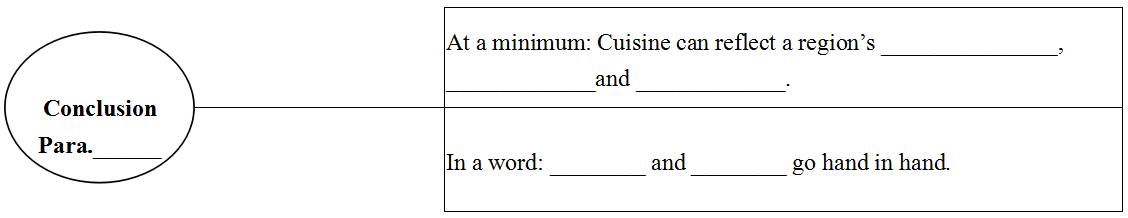 Conclusion
Para.______
At a minimum: Cuisine can reflect a region’s _______________,
_____________and _____________.
In a word: ________ and ________ go hand in hand.